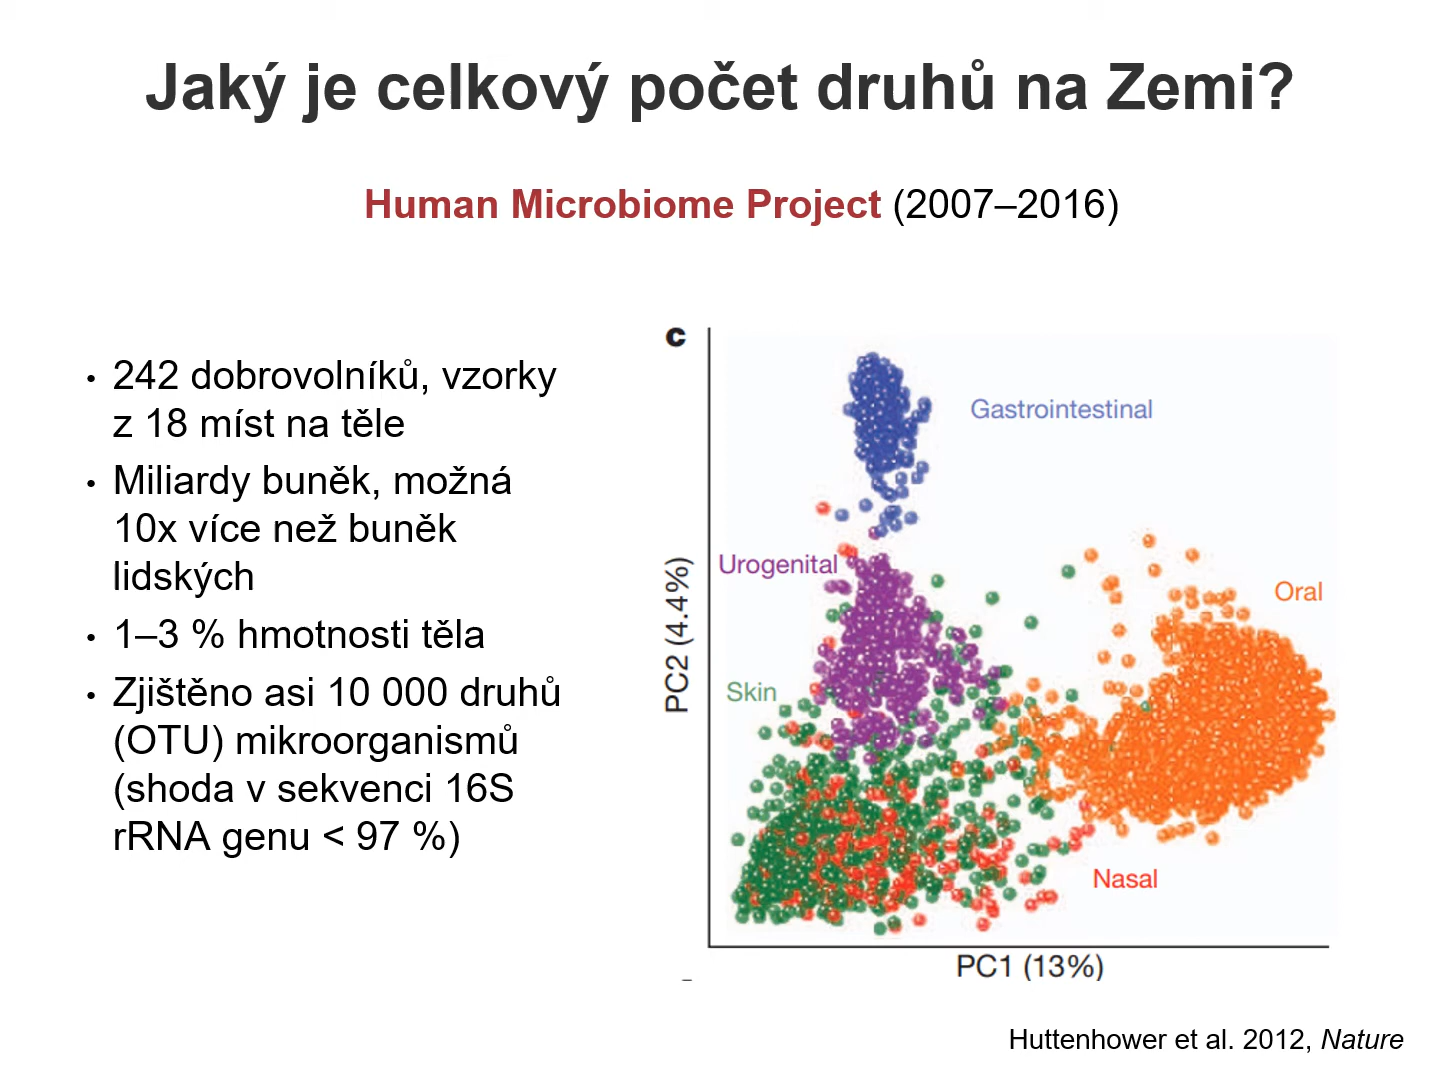 Jaký je celkový počet druhů na Zemi?
Human Microbiome Project (2007–2016)
• 242 dobrovolníků, vzorky
z 18 míst na těle
• Miliardy buněk, možná
10x více než buněk
lidských
• 1–3 % hmotnosti těla
• Zjištěno asi 10 000 druhů
(OTU) mikroorganismů
(shoda v sekvenci 16S
rRNA genu < 97 %)
c
Gastrointestinal
Urogenital
Oral
Skin
Nasal
PC2 (4.4%)
PC1 (13%)
Huttenhower et al. 2012, Nature